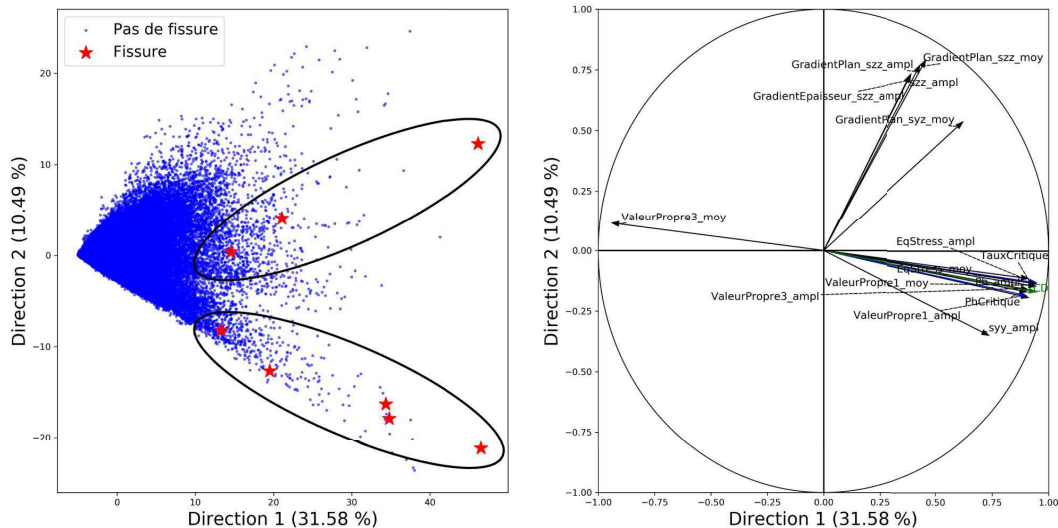 Pas de fissure
Fissure
20
10
0
−10
−20
0
10
20
30
40
Direction 2 (10.49 %)
Direction 1 (31.58 %)
1.00
0.75
0.50
0.25
0.00
−0.25
−0.50
−0.75
−1.00
−1.00
−0.75
−0.50
−0.25
0.00
0.25
0.50
0.75
1.00
Direction 2 (10.49 %)
Direction 1 (31.58 %)
GradientPlan_szz_moy
GradientPlan_szz_ampl
szz_ampl
GradientEpaisseur_szz_ampl
GradientPlan_syz_moy
ValeurPropre3_moy
EqStress_ampl
TauxCritique
EqStress_moy
ValeurPropre1_moy
ValeurPropre3_ampl
PhCritique
ValeurPropre1_ampl
syy_ampl